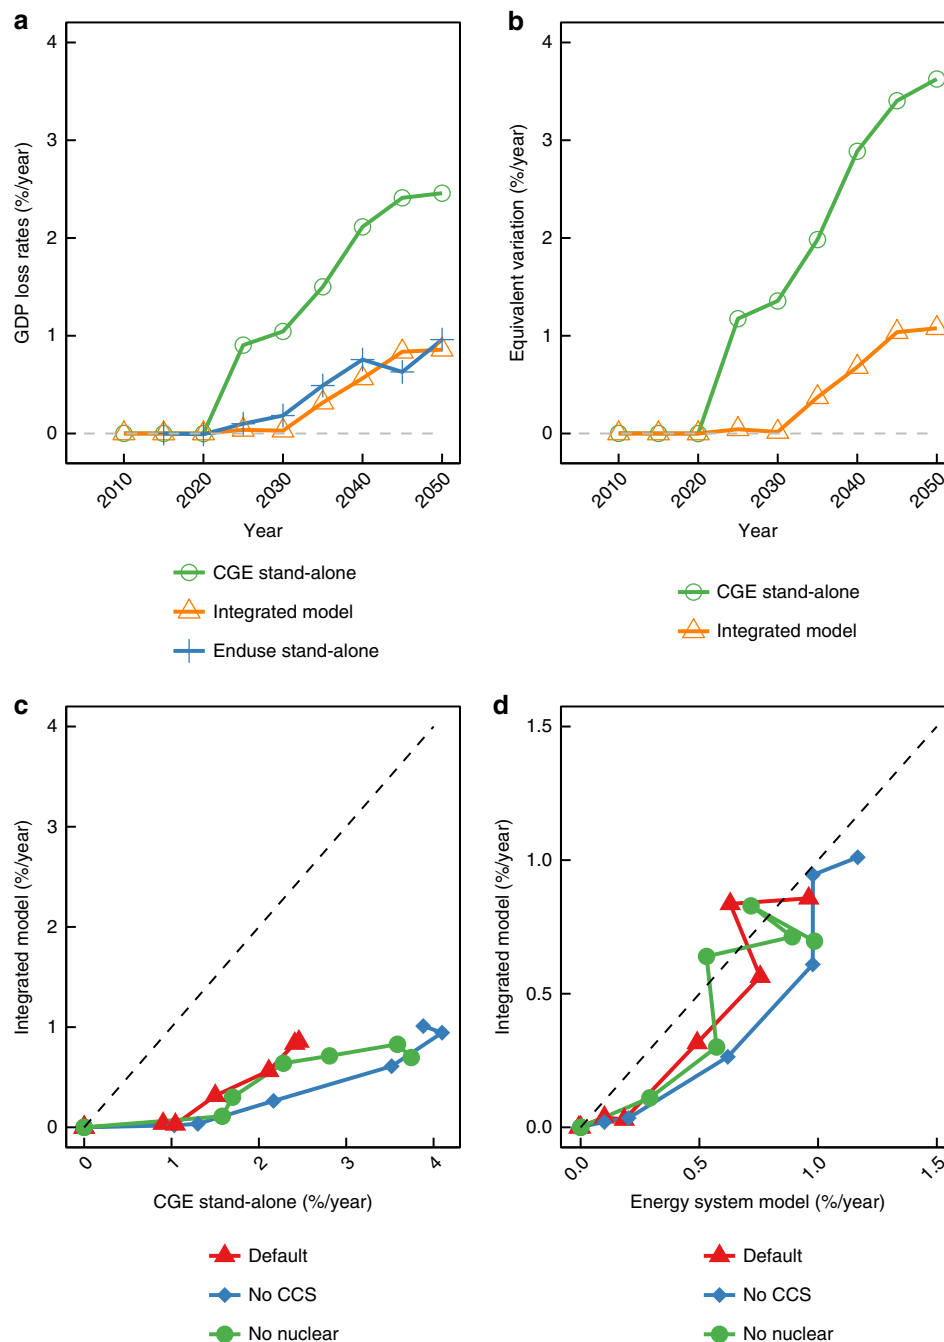 a
GDP loss rates (%/year)
4
3
2
1
0
2010
2020
2030
2040
2050
Year
CGE stand-alone
Integrated model
Enduse stand-alone
b
Equivalent variation (%/year)
4
3
2
1
0
2010
2020
2030
2040
2050
Year
CGE stand-alone
Integrated model
c
Integrated model (%/year)
4
3
2
1
0
0
1
2
3
4
CGE stand-alone (%/year)
Default
No CCS
No nuclear
d
Integrated model (%/year)
1.5
1.0
0.5
0.0
0.0
0.5
1.0
1.5
Energy system model (%/year)
Default
No CCS
No nuclear